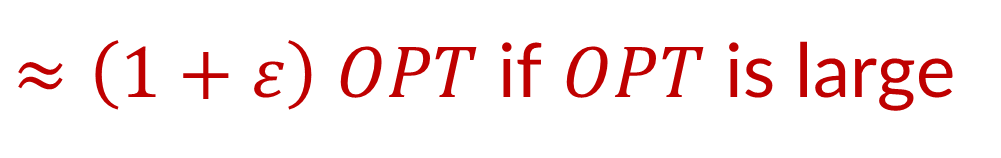 ≈ (1 + ε) OPT if OPT is large